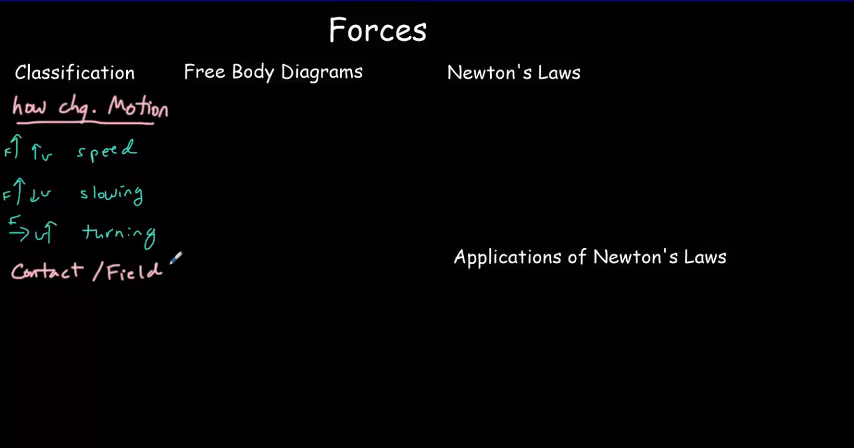 Forces
Classification
how chg. Motion
F↑ ↑v speed
F↑ ↓v slowing
F→ v↑ turning
Contact / Field
Free Body Diagrams
Newton's Laws
Applications of Newton's Laws